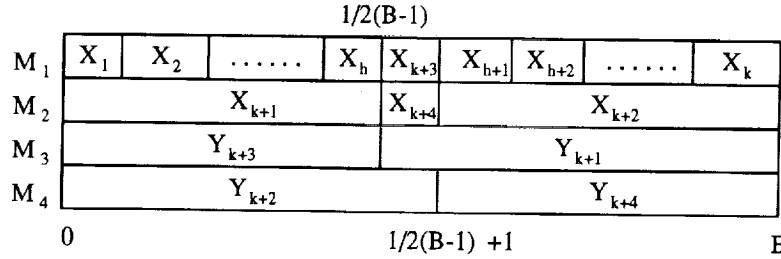 1/2(B-1)
M₁ X₁ X₂ ...... Xₕ Xₖ₊₃ Xₕ₊₁ Xₕ₊₂ ...... Xₖ
M₂ Xₖ₊₁ Xₖ₊₄ Xₖ₊₂
M₃ Yₖ₊₃ Yₖ₊₁
M₄ Yₖ₊₂ Yₖ₊₄
0 1/2(B-1) +1 B